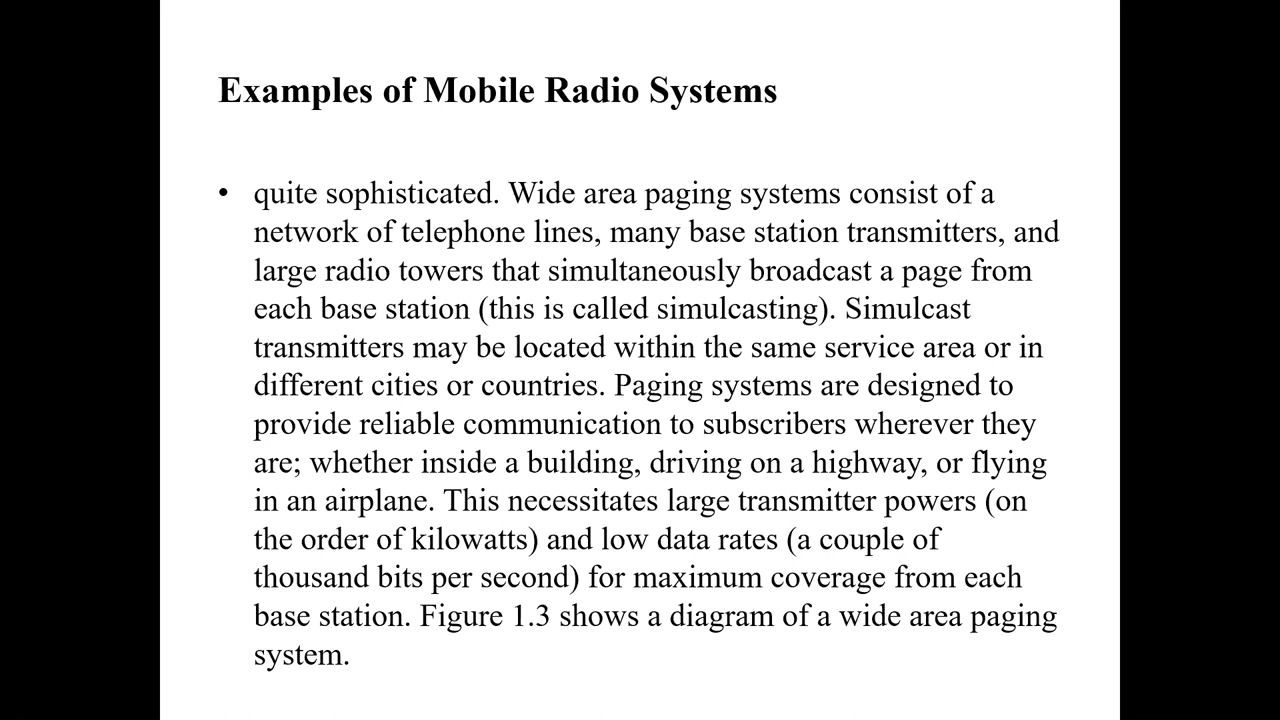 Examples of Mobile Radio Systems
• quite sophisticated. Wide area paging systems consist of a
network of telephone lines, many base station transmitters, and
large radio towers that simultaneously broadcast a page from
each base station (this is called simulcasting). Simulcast
transmitters may be located within the same service area or in
different cities or countries. Paging systems are designed to
provide reliable communication to subscribers wherever they
are; whether inside a building, driving on a highway, or flying
in an airplane. This necessitates large transmitter powers (on
the order of kilowatts) and low data rates (a couple of
thousand bits per second) for maximum coverage from each
base station. Figure 1.3 shows a diagram of a wide area paging
system.